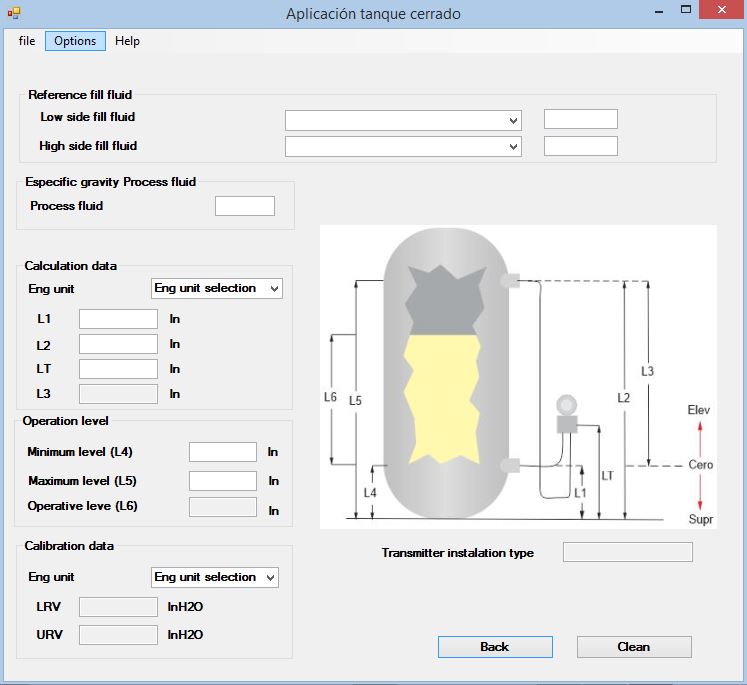 Aplicación tanque cerrado
file Options Help
Reference fill fluid
Low side fill fluid
High side fill fluid
Especific gravity Process fluid
Process fluid
Calculation data
Eng unit Eng unit selection
L1 In
L2 In
LT In
L3 In
Operation level
Minimum level (L4) In
Maximum level (L5) In
Operative leve (L6) In
Calibration data
Eng unit Eng unit selection
LRV InH2O
URV InH2O
L6 L5 L4 L1 LT L2 L3
Elev
Cero
Supr
Transmitter instalation type
Back Clean